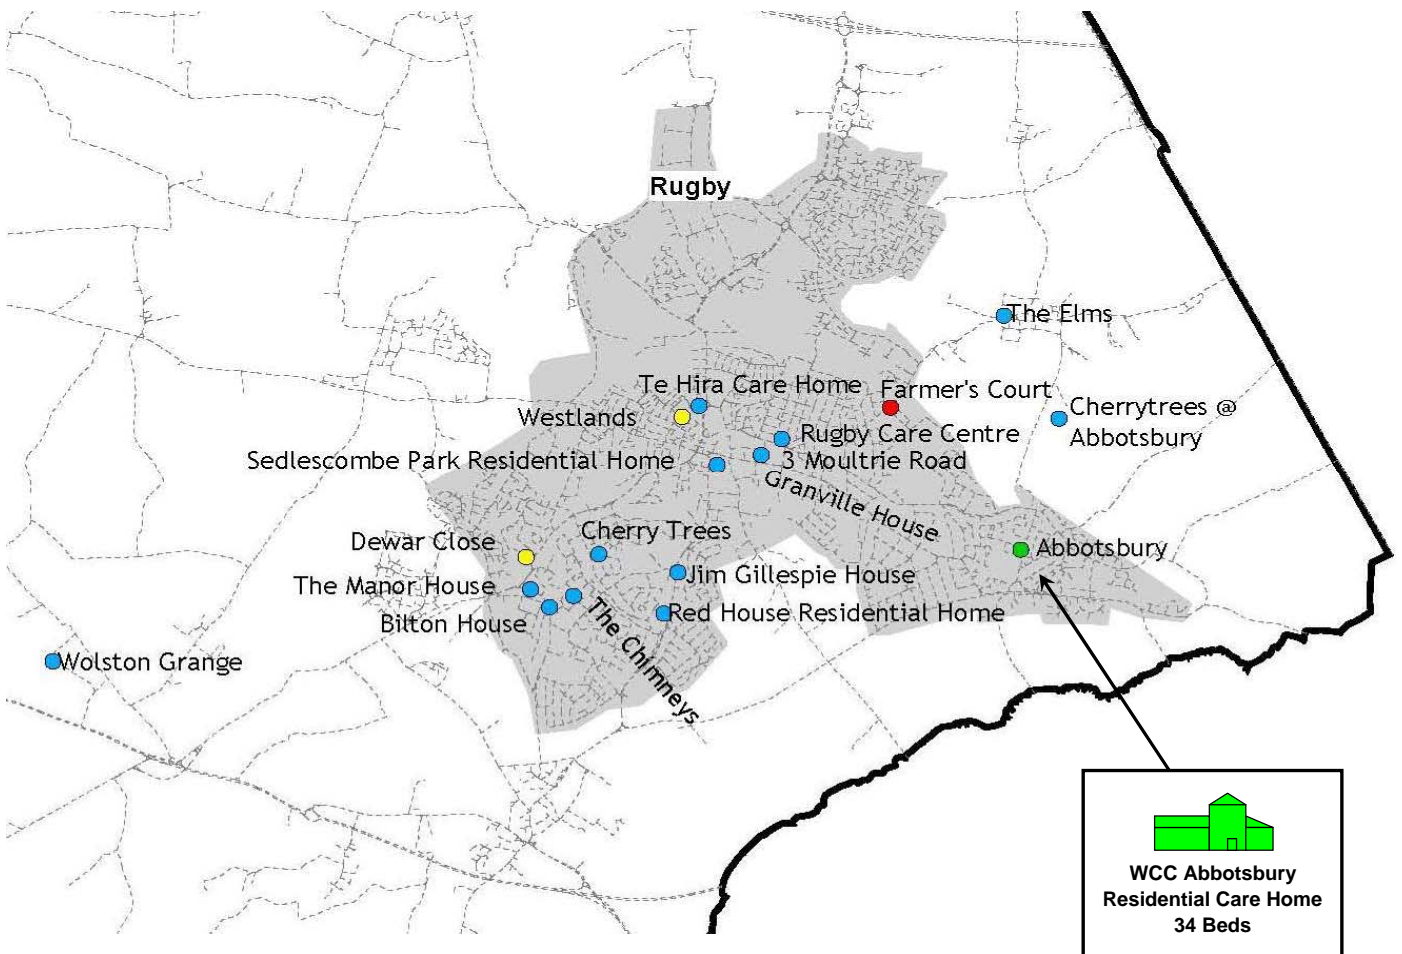 Rugby
The Elms
Te Hira Care Home
Farmer's Court
Westlands
Cherrytrees @
Abbotsbury
Rugby Care Centre
Sedlescombe Park Residential Home
3 Moultrie Road
Granville House
Cherry Trees
Dewar Close
Abbotsbury
Jim Gillespie House
The Manor House
Red House Residential Home
Bilton House
The Chimneys
Wolston Grange
WCC Abbotsbury
Residential Care Home
34 Beds